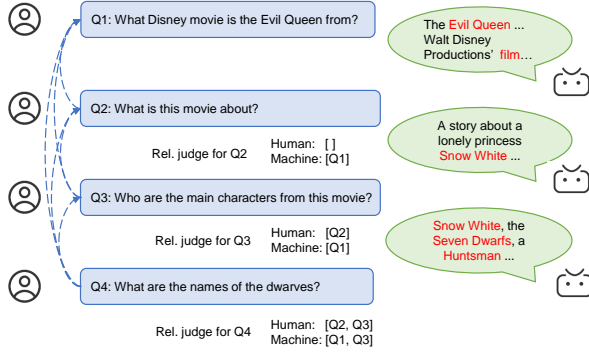 Q1: What Disney movie is the Evil Queen from?
The Evil Queen ...
Walt Disney
Productions' film...
Q2: What is this movie about?
A story about a
lonely princess
Snow White ...
Rel. judge for Q2
Human: [ ]
Machine: [Q1]
Q3: Who are the main characters from this movie?
Snow White, the
Seven Dwarfs, a
Huntsman ...
Rel. judge for Q3
Human: [Q2]
Machine: [Q1]
Q4: What are the names of the dwarves?
Rel. judge for Q4
Human: [Q2, Q3]
Machine: [Q1, Q3]